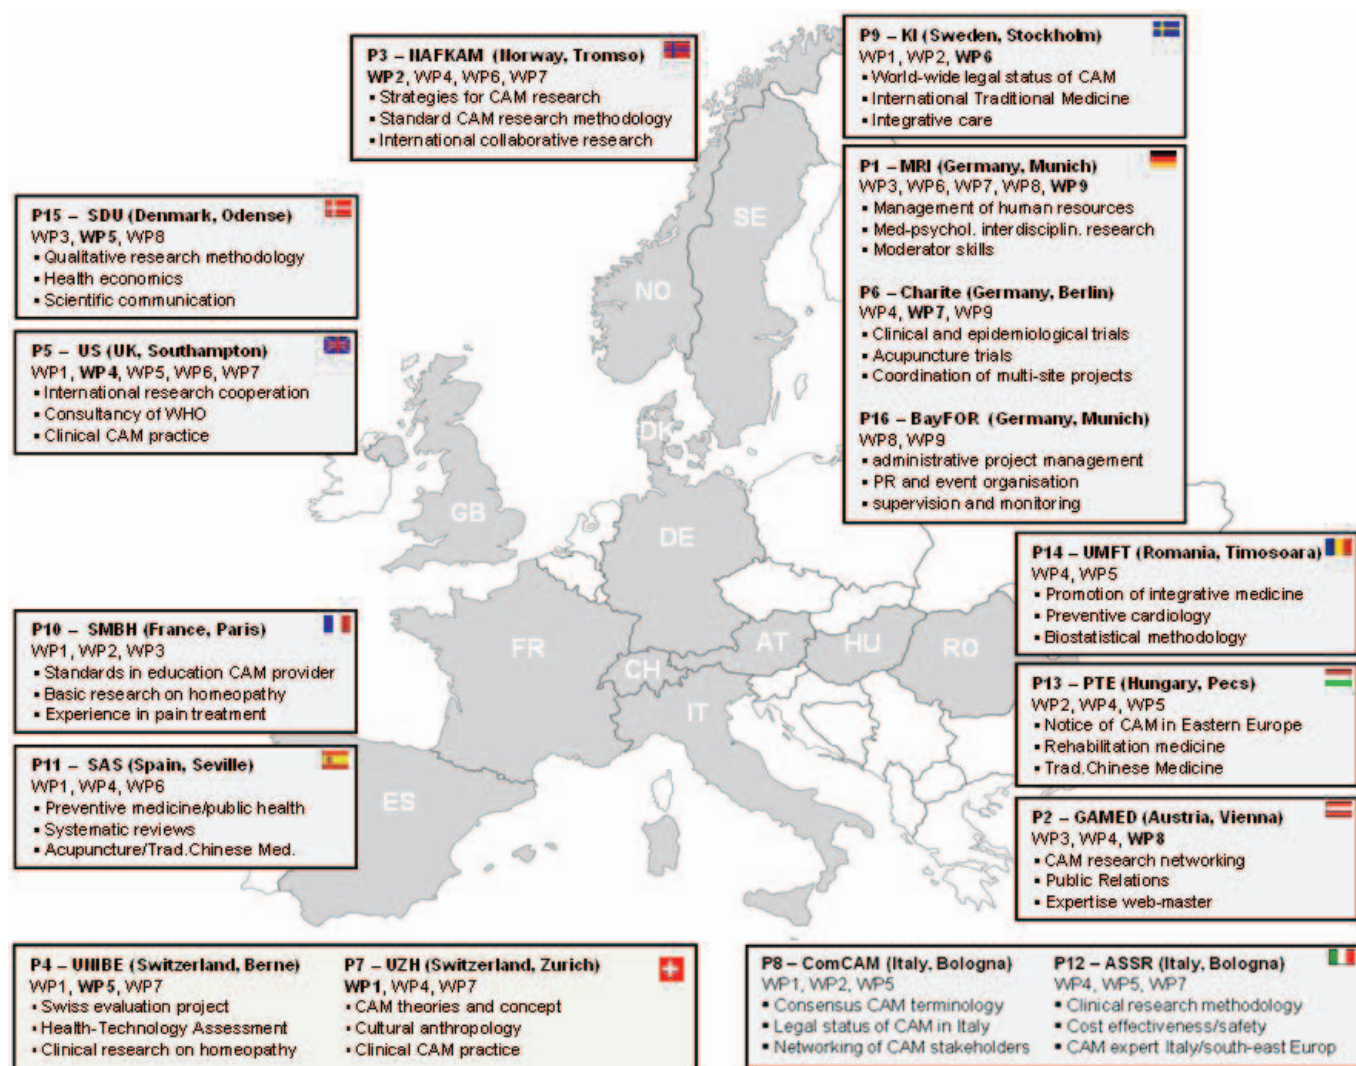 P3 – NAFKAM (Norway, Tromso)
WP2, WP4, WP6, WP7
▪ Strategies for CAM research
▪ Standard CAM research methodology
▪ International collaborative research
P9 – KI (Sweden, Stockholm)
WP1, WP2, WP6
▪ World-wide legal status of CAM
▪ International Traditional Medicine
▪ Integrative care
P1 – MRI (Germany, Munich)
WP3, WP6, WP7, WP8, WP9
▪ Management of human resources
▪ Med-psychol. interdisciplin. research
▪ Moderator skills
P6 – Charite (Germany, Berlin)
WP4, WP7, WP9
▪ Clinical and epidemiological trials
▪ Acupuncture trials
▪ Coordination of multi-site projects
P16 – BayFOR (Germany, Munich)
WP8, WP9
▪ administrative project management
▪ PR and event organisation
▪ supervision and monitoring
P15 – SDU (Denmark, Odense)
WP3, WP5, WP8
▪ Qualitative research methodology
▪ Health economics
▪ Scientific communication
P5 – US (UK, Southampton)
WP1, WP4, WP5, WP6, WP7
▪ International research cooperation
▪ Consultancy of WHO
▪ Clinical CAM practice
SE
NO
DK
GB
DE
FR
CH
AT
HU
RO
IT
ES
P14 – UMFT (Romania, Timosoara)
WP4, WP5
▪ Promotion of integrative medicine
▪ Preventive cardiology
▪ Biostatistical methodology
P10 – SMBH (France, Paris)
WP1, WP2, WP3
▪ Standards in education CAM provider
▪ Basic research on homeopathy
▪ Experience in pain treatment
P13 – PTE (Hungary, Pecs)
WP2, WP4, WP5
▪ Notice of CAM in Eastern Europe
▪ Rehabilitation medicine
▪ Trad.Chinese Medicine
P11 – SAS (Spain, Seville)
WP1, WP4, WP6
▪ Preventive medicine/public health
▪ Systematic reviews
▪ Acupuncture/Trad.Chinese Med.
P2 – GAMED (Austria, Vienna)
WP3, WP4, WP8
▪ CAM research networking
▪ Public Relations
▪ Expertise web-master
P4 – UNIBE (Switzerland, Berne)
WP1, WP5, WP7
▪ Swiss evaluation project
▪ Health-Technology Assessment
▪ Clinical research on homeopathy
P7 – UZH (Switzerland, Zurich)
WP1, WP4, WP7
▪ CAM theories and concept
▪ Cultural anthropology
▪ Clinical CAM practice
P8 – ComCAM (Italy, Bologna)
WP1, WP2, WP5
▪ Consensus CAM terminology
▪ Legal status of CAM in Italy
▪ Networking of CAM stakeholders
P12 – ASSR (Italy, Bologna)
WP4, WP5, WP7
▪ Clinical research methodology
▪ Cost effectiveness/safety
▪ CAM expert Italy/south-east Europ